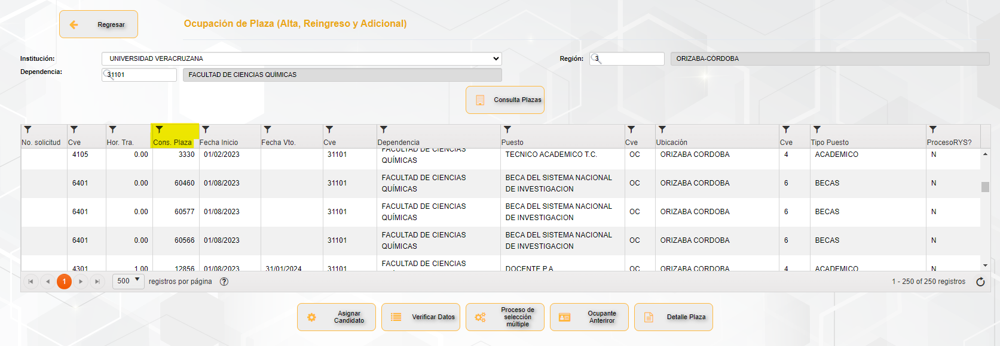 Regresar
Ocupación de Plaza (Alta, Reingreso y Adicional)
Institución: UNIVERSIDAD VERACRUZANA Región: 3 ORIZABA-CÓRDOBA
Dependencia: 31101 FACULTAD DE CIENCIAS QUÍMICAS
Consulta Plazas
No. solicitud Cve Hor. Tra. Cons. Plaza Fecha Inicio Fecha Vto. Cve Dependencia Puesto Cve Ubicación Cve Tipo Puesto ProcesoRYS?
4105 0.00 3330 01/02/2023 31101 FACULTAD DE CIENCIAS QUÍMICAS TECNICO ACADEMICO T.C. OC ORIZABA CORDOBA 4 ACADEMICO N
6401 0.00 60460 01/08/2023 31101 FACULTAD DE CIENCIAS QUÍMICAS BECA DEL SISTEMA NACIONAL DE INVESTIGACION OC ORIZABA CORDOBA 6 BECAS N
6401 0.00 60577 01/08/2023 31101 FACULTAD DE CIENCIAS QUÍMICAS BECA DEL SISTEMA NACIONAL DE INVESTIGACION OC ORIZABA CORDOBA 6 BECAS N
6401 0.00 60566 01/08/2023 31101 FACULTAD DE CIENCIAS QUÍMICAS BECA DEL SISTEMA NACIONAL DE INVESTIGACION OC ORIZABA CORDOBA 6 BECAS N
4301 1.00 12856 01/08/2023 31/01/2024 31101 FACULTAD DE CIENCIAS DOCENTE P.A. OC ORIZABA CORDOBA 4 ACADEMICO N
1 500 registros por página 1 - 250 of 250 registros
Asignar Candidato
Verificar Datos
Proceso de selección múltiple
Ocupante Anteriror
Detalle Plaza